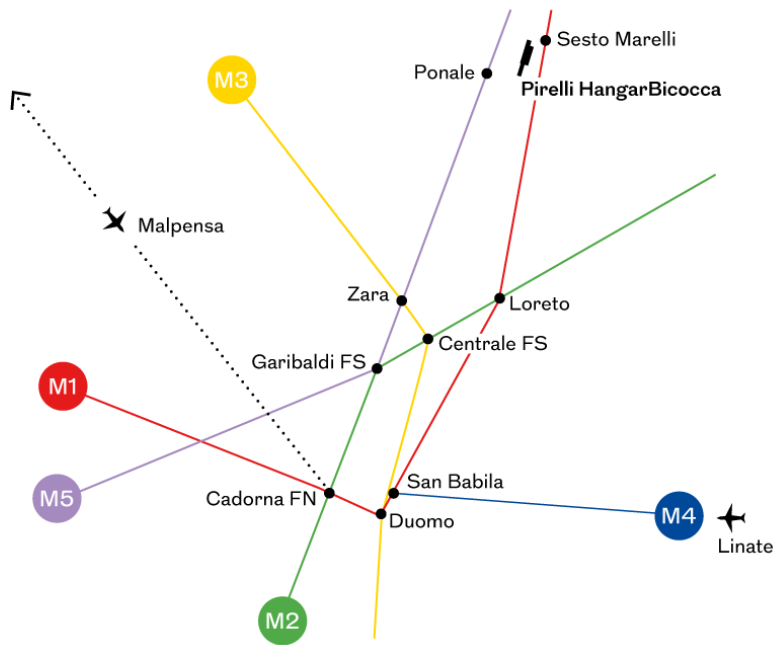 Sesto Marelli
Ponale
M3
Pirelli HangarBicocca
Malpensa
Zara
Loreto
Centrale FS
Garibaldi FS
M1
San Babila
M5
Cadorna FN
M4
Duomo
Linate
M2